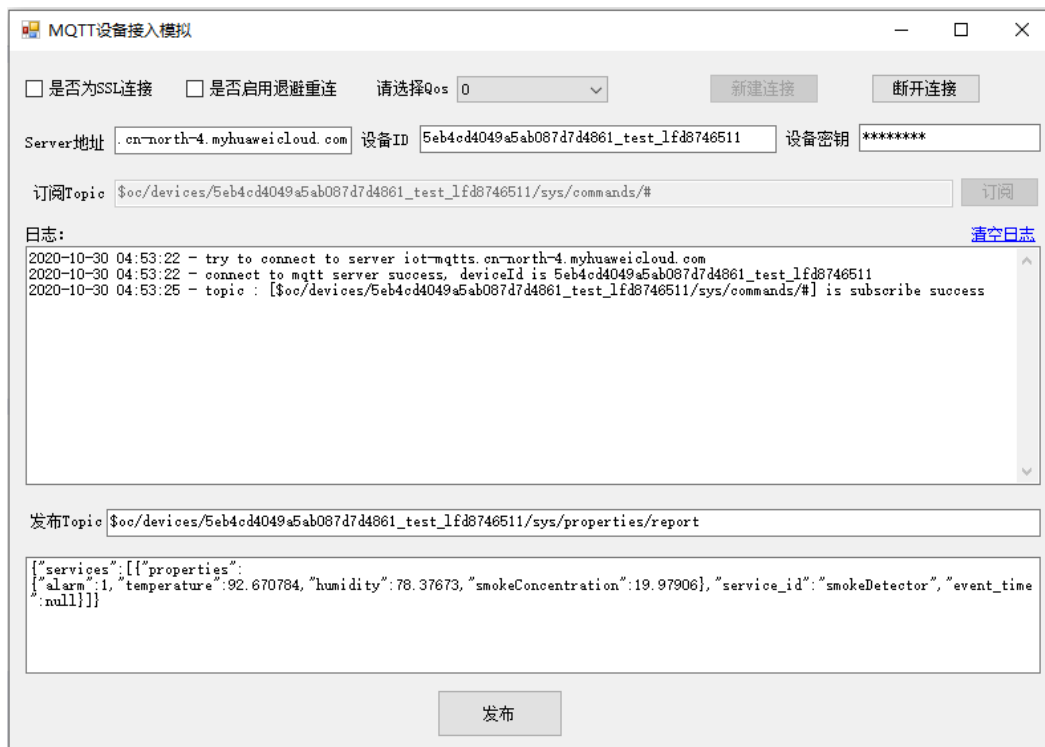 MQTT设备接入模拟
是否为SSL连接 是否启用退避重连 请选择Qos 0 新建连接 断开连接
Server地址 .cn-north-4.myhuaweicloud.com 设备ID 5eb4cd4049a5ab087d7d4861_test_lfd8746511 设备密钥 ********
订阅Topic $oc/devices/5eb4cd4049a5ab087d7d4861_test_lfd8746511/sys/commands/# 订阅
日志: 清空日志
2020-10-30 04:53:22 - try to connect to server iot-mqtts.cn-north-4.myhuaweicloud.com
2020-10-30 04:53:22 - connect to mqtt server success, deviceId is 5eb4cd4049a5ab087d7d4861_test_lfd8746511
2020-10-30 04:53:25 - topic : [$oc/devices/5eb4cd4049a5ab087d7d4861_test_lfd8746511/sys/commands/#] is subscribe success
发布Topic $oc/devices/5eb4cd4049a5ab087d7d4861_test_lfd8746511/sys/properties/report
{"services":[{"properties":
{"alarm":1,"temperature":92.670784,"humidity":78.37673,"smokeConcentration":19.97906},"service_id":"smokeDetector","event_time
":null}]}
发布